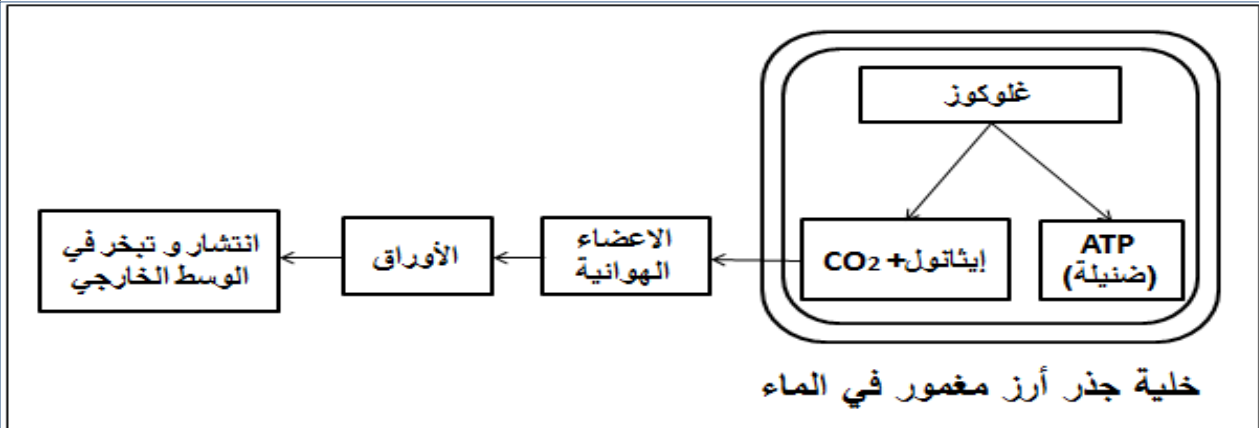 غلوكوز
ATP
(ضئيلة)
إيثانول+ CO2
الاعضاء
الهوائية
الأوراق
انتشار و تبخر في
الوسط الخارجي
خلية جذر أرز مغمور في الماء